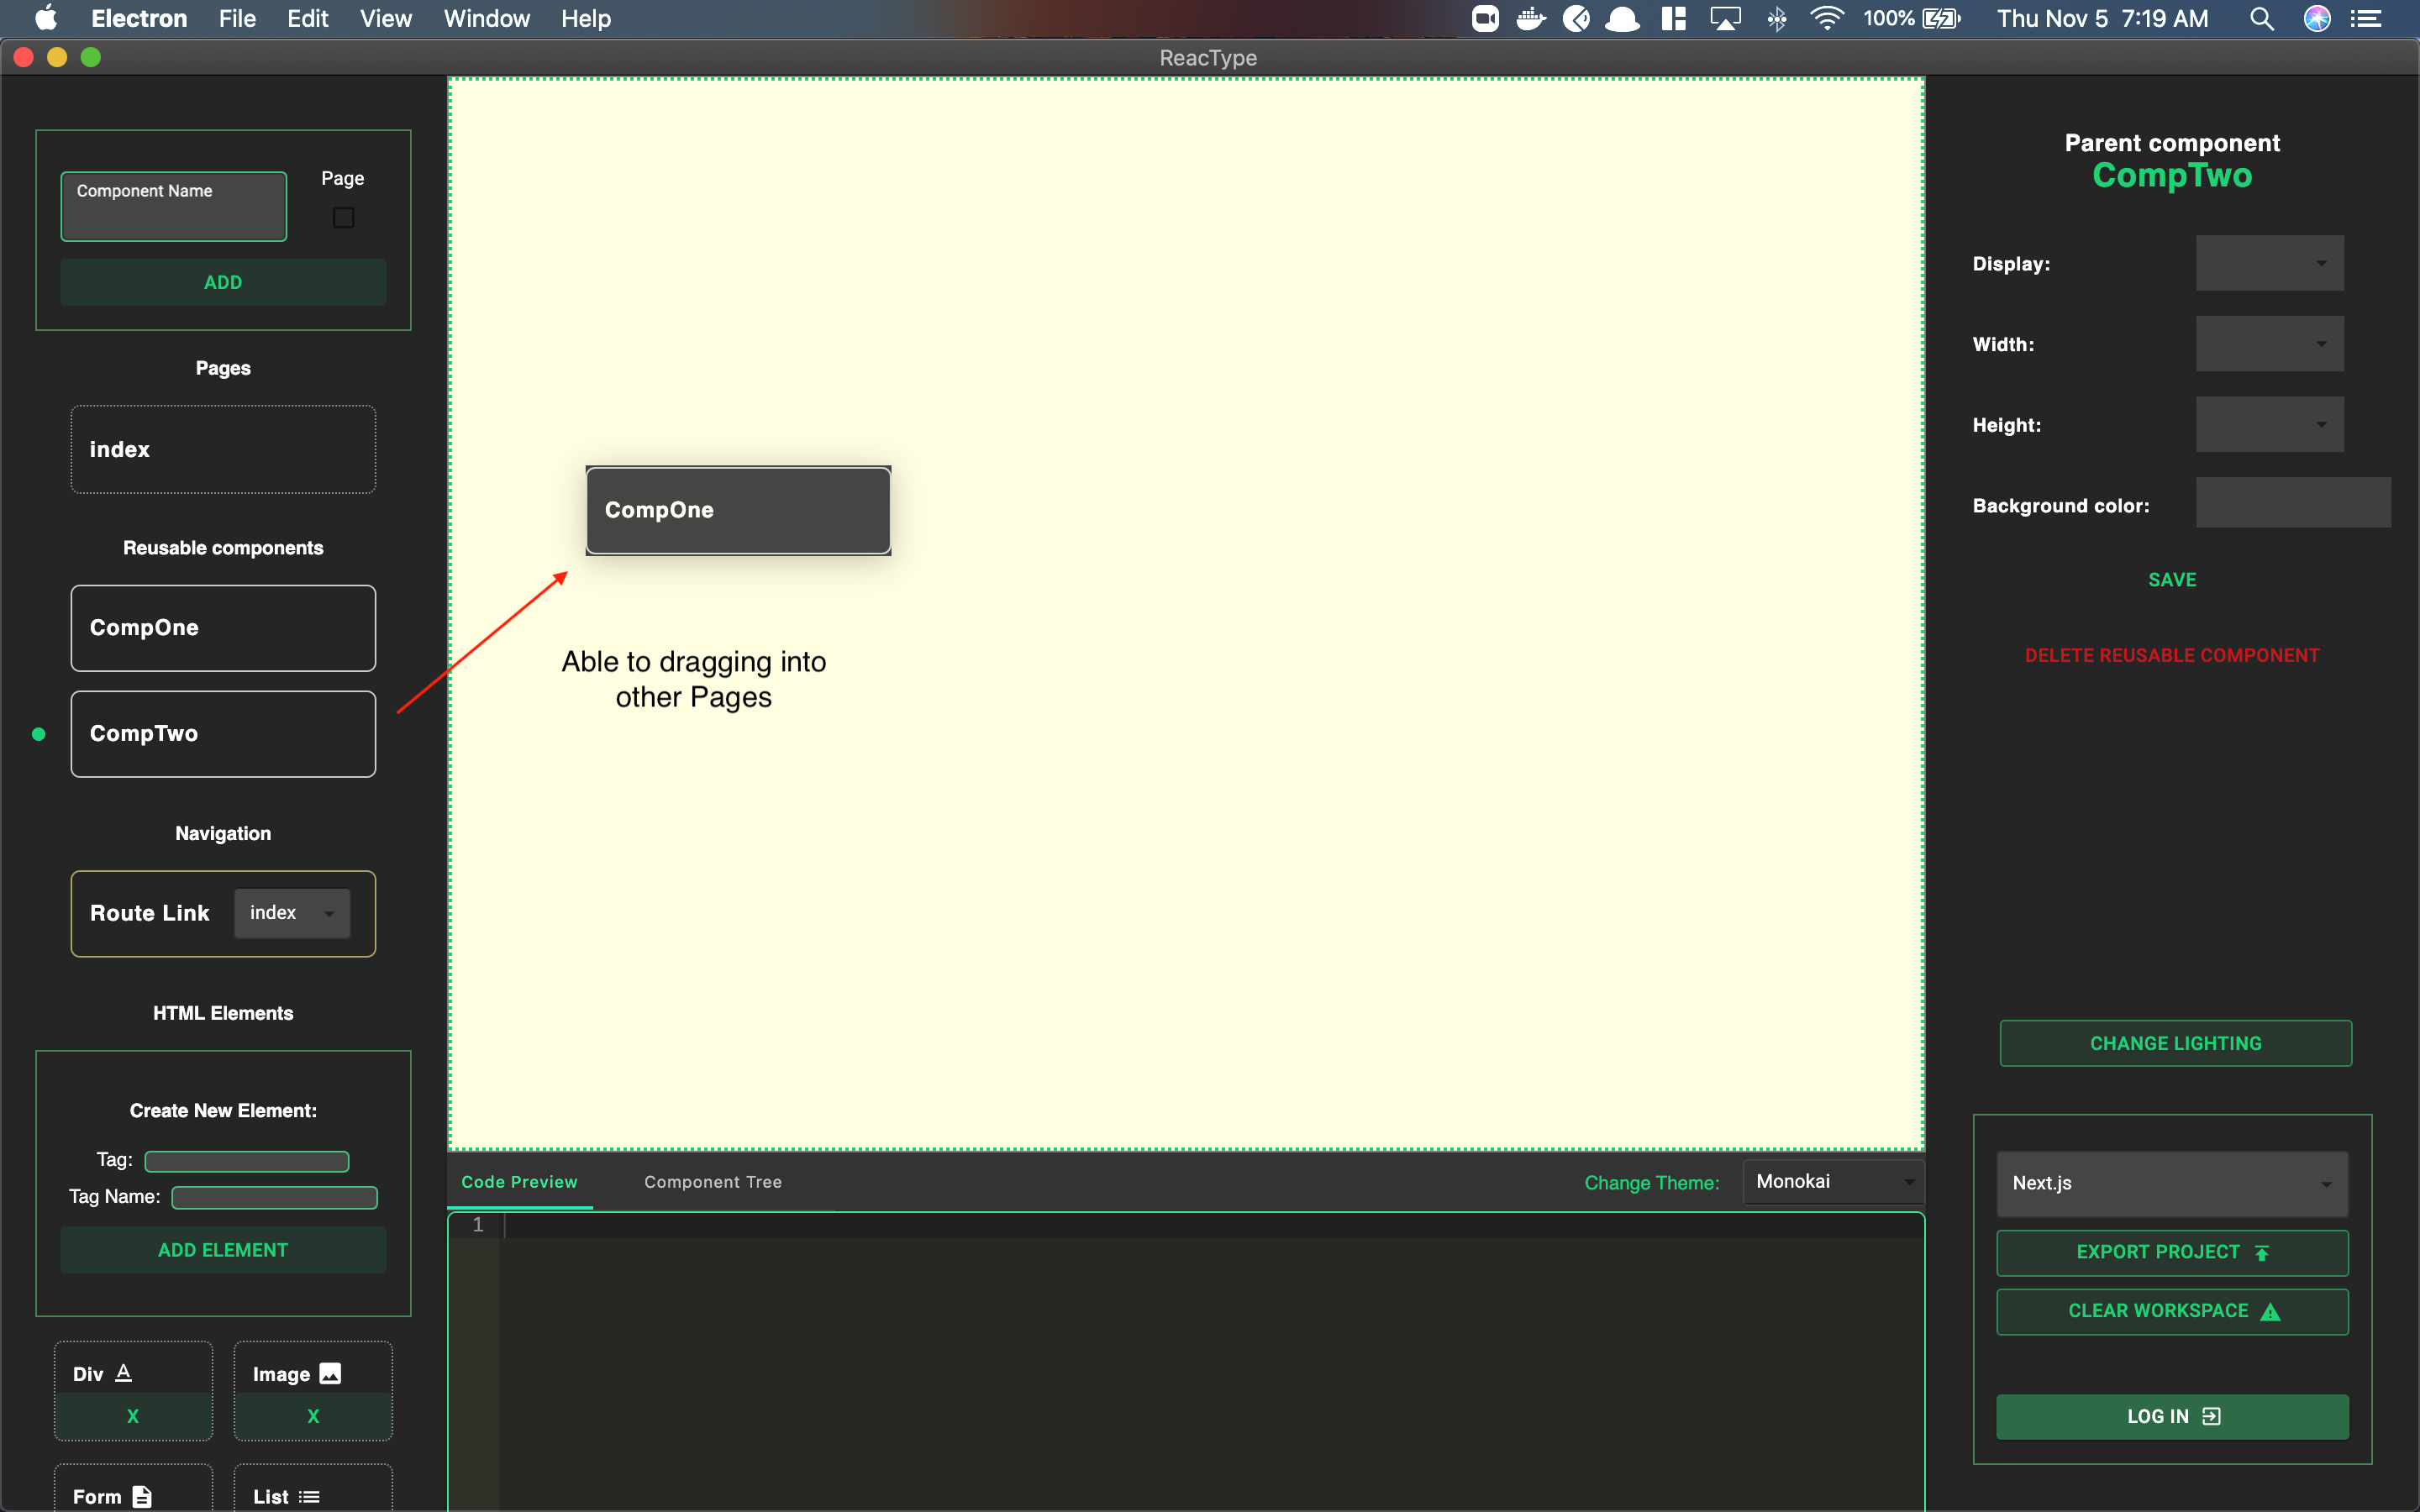 Electron File Edit View Window Help 100% Thu Nov 5 7:19 AM
ReacType
Component Name
Page
ADD
Pages
index
Reusable components
CompOne
CompTwo
Navigation
Route Link index
HTML Elements
Create New Element:
Tag:
Tag Name:
ADD ELEMENT
Div
X
Image
X
Form
List
CompOne
Able to dragging into
other Pages
Code Preview Component Tree Change Theme: Monokai
1
Parent component
CompTwo
Display:
Width:
Height:
Background color:
SAVE
DELETE REUSABLE COMPONENT
CHANGE LIGHTING
Next.js
EXPORT PROJECT
CLEAR WORKSPACE
LOG IN